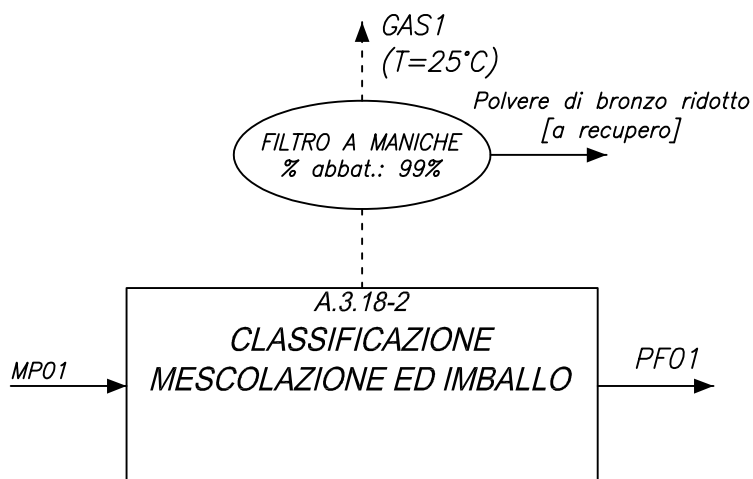 GAS1
(T=25°C)
Polvere di bronzo ridotto
[a recupero]
FILTRO A MANICHE
% abbat.: 99%
A.3.18-2
CLASSIFICAZIONE
MESCOLAZIONE ED IMBALLO
MP01
PF01